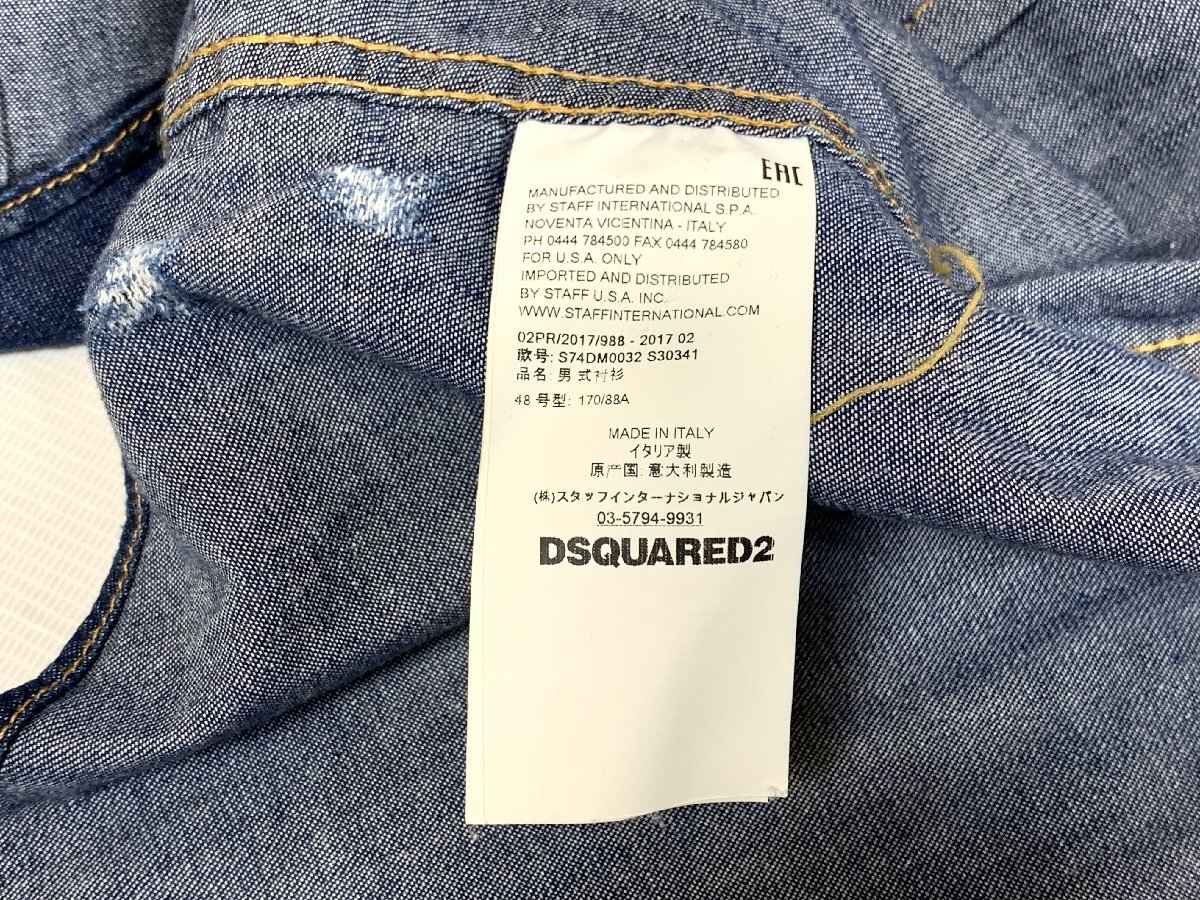 EAC
MANUFACTURED AND DISTRIBUTED
BY STAFF INTERNATIONAL S.P.A.
NOVENTA VICENTINA - ITALY
PH 0444 784500 FAX 0444 784580
FOR U.S.A. ONLY
IMPORTED AND DISTRIBUTED
BY STAFF U.S.A. INC.
WWW.STAFFINTERNATIONAL.COM
02PR/2017/988 - 2017 02
款号: S74DM0032 S30341
品名: 男式衬衫
48 号型: 170/88A
MADE IN ITALY
イタリア製
原产国: 意大利製造
(株)スタッフインターナショナルジャパン
03-5794-9931
DSQUARED2